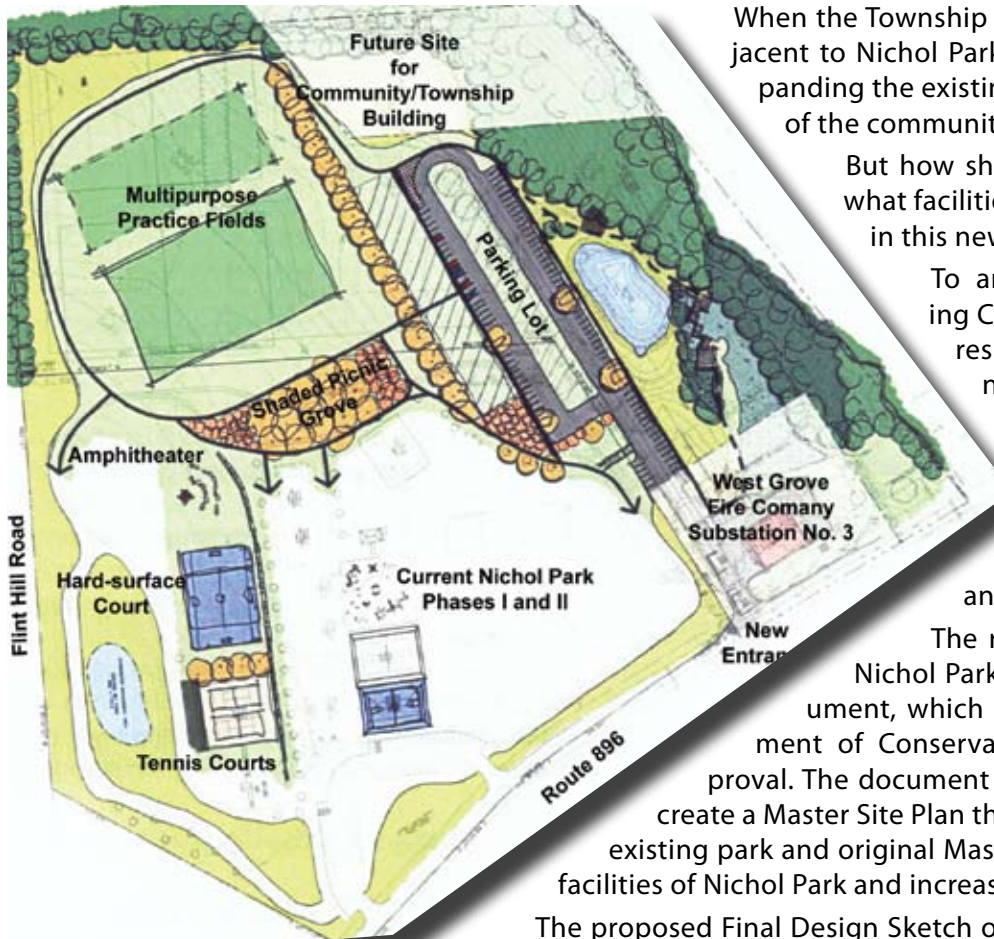 Future Site
for
Community/Township
Building
Multipurpose
Practice Fields
Parking Lot
Shaded Picnic
Grove
Amphitheater
West Grove
Fire Comany
Substation No. 3
Hard-surface
Court
Current Nichol Park
Phases I and II
Flint Hill Road
New
Entran
Tennis Courts
Route 896
When the Township
jacent to Nichol Park
panding the existin
of the communit
But how sh
what facilitie
in this new
To a
ing C
res
an
The
Nichol Park
ument, which
ment of Conserva
proval. The document
create a Master Site Plan th
existing park and original Mas
facilities of Nichol Park and increas
The proposed Final Design Sketch o